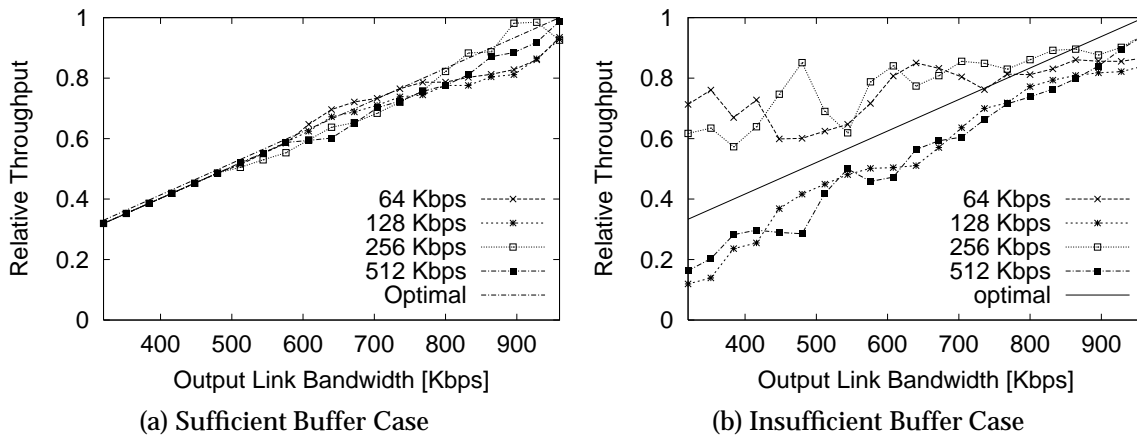 1
0.8
0.6
0.4
0.2
0
Relative Throughput
64 Kbps
128 Kbps
256 Kbps
512 Kbps
Optimal
400 500 600 700 800 900
Output Link Bandwidth [Kbps]
(a) Sufficient Buffer Case
1
0.8
0.6
0.4
0.2
0
Relative Throughput
64 Kbps
128 Kbps
256 Kbps
512 Kbps
optimal
400 500 600 700 800 900
Output Link Bandwidth [Kbps]
(b) Insufficient Buffer Case